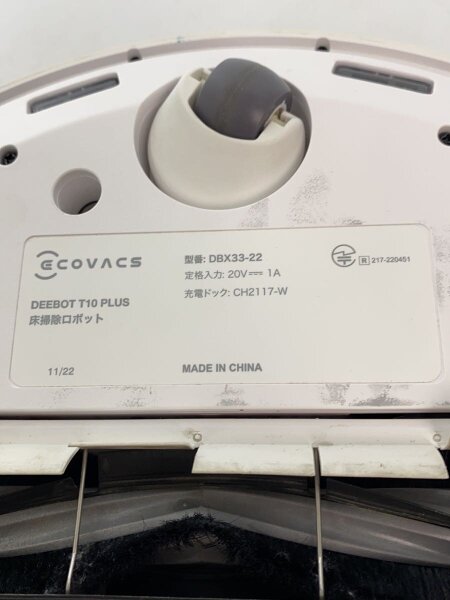 ECOVACS
DEEBOT T10 PLUS
床掃除ロボット
11/22
型番: DBX33-22
定格入力: 20V⎓ 1A
充電ドック: CH2117-W
MADE IN CHINA
R 217-220451